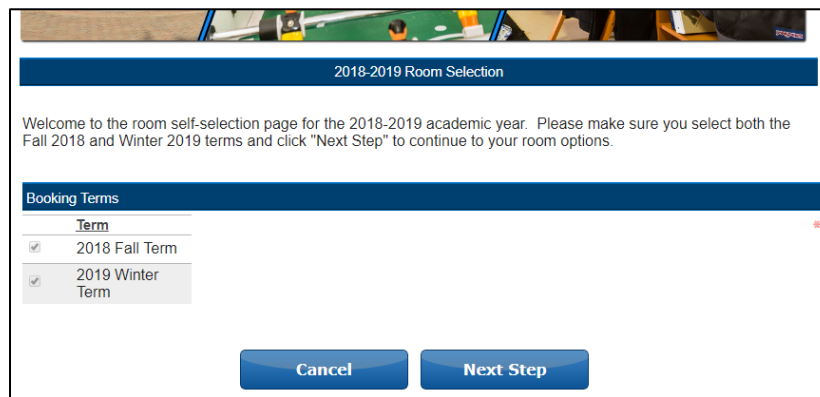 2018-2019 Room Selection
Welcome to the room self-selection page for the 2018-2019 academic year.  Please make sure you select both the
Fall 2018 and Winter 2019 terms and click "Next Step" to continue to your room options.
Booking Terms
Term
*
2018 Fall Term
2019 Winter
Term
Cancel
Next Step